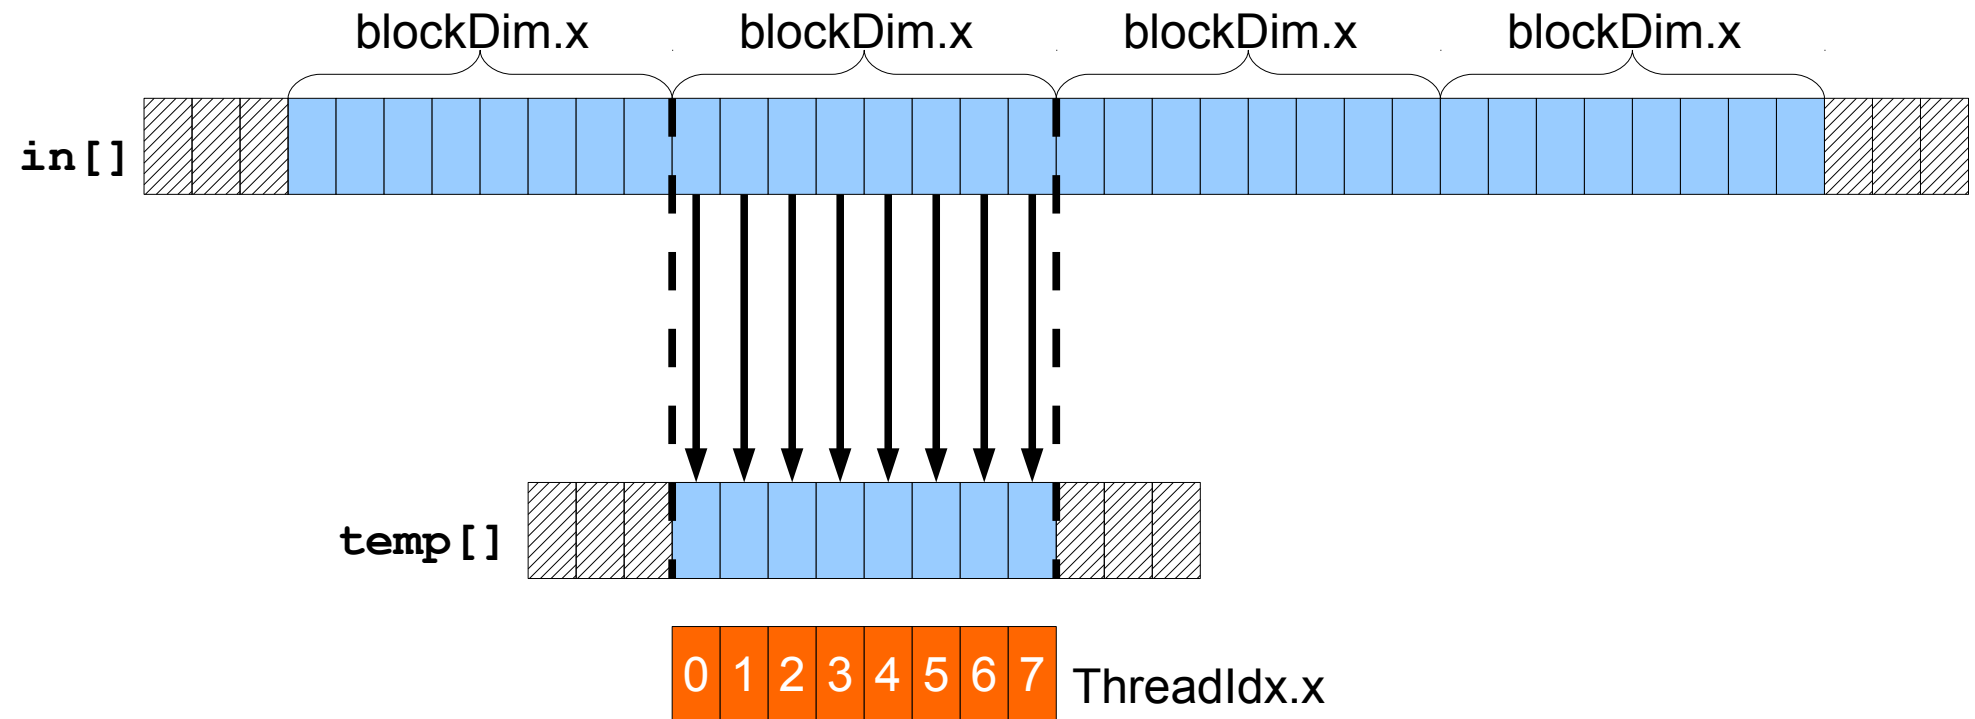 blockDim.x blockDim.x blockDim.x blockDim.x
in[]
temp[]
0 1 2 3 4 5 6 7 ThreadIdx.x